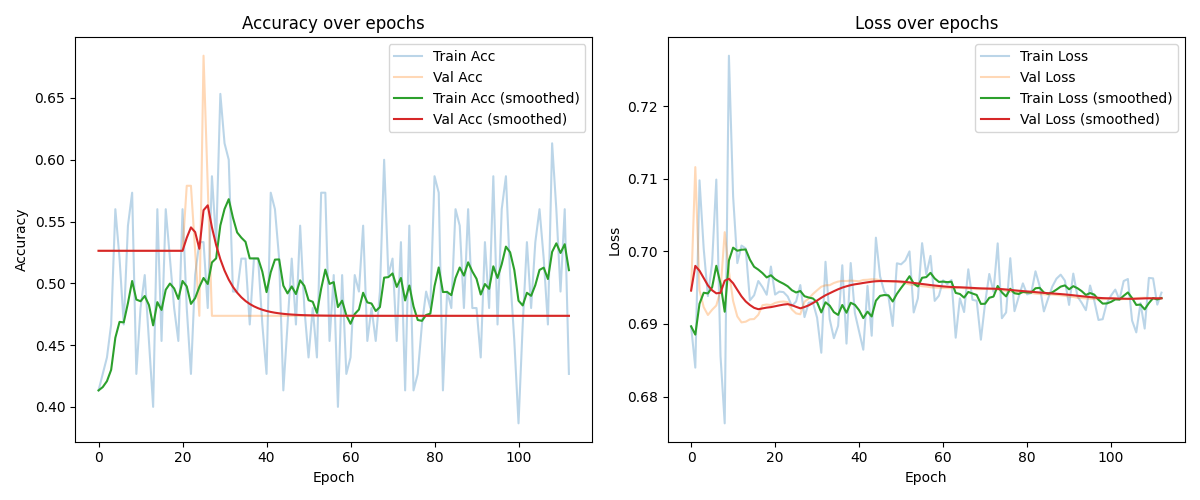 Accuracy over epochs
Train Acc
Val Acc
Train Acc (smoothed)
Val Acc (smoothed)
0.65
0.60
0.55
0.50
0.45
0.40
Accuracy
0 20 40 60 80 100
Epoch
Loss over epochs
Train Loss
Val Loss
Train Loss (smoothed)
Val Loss (smoothed)
0.72
0.71
0.70
0.69
0.68
Loss
0 20 40 60 80 100
Epoch